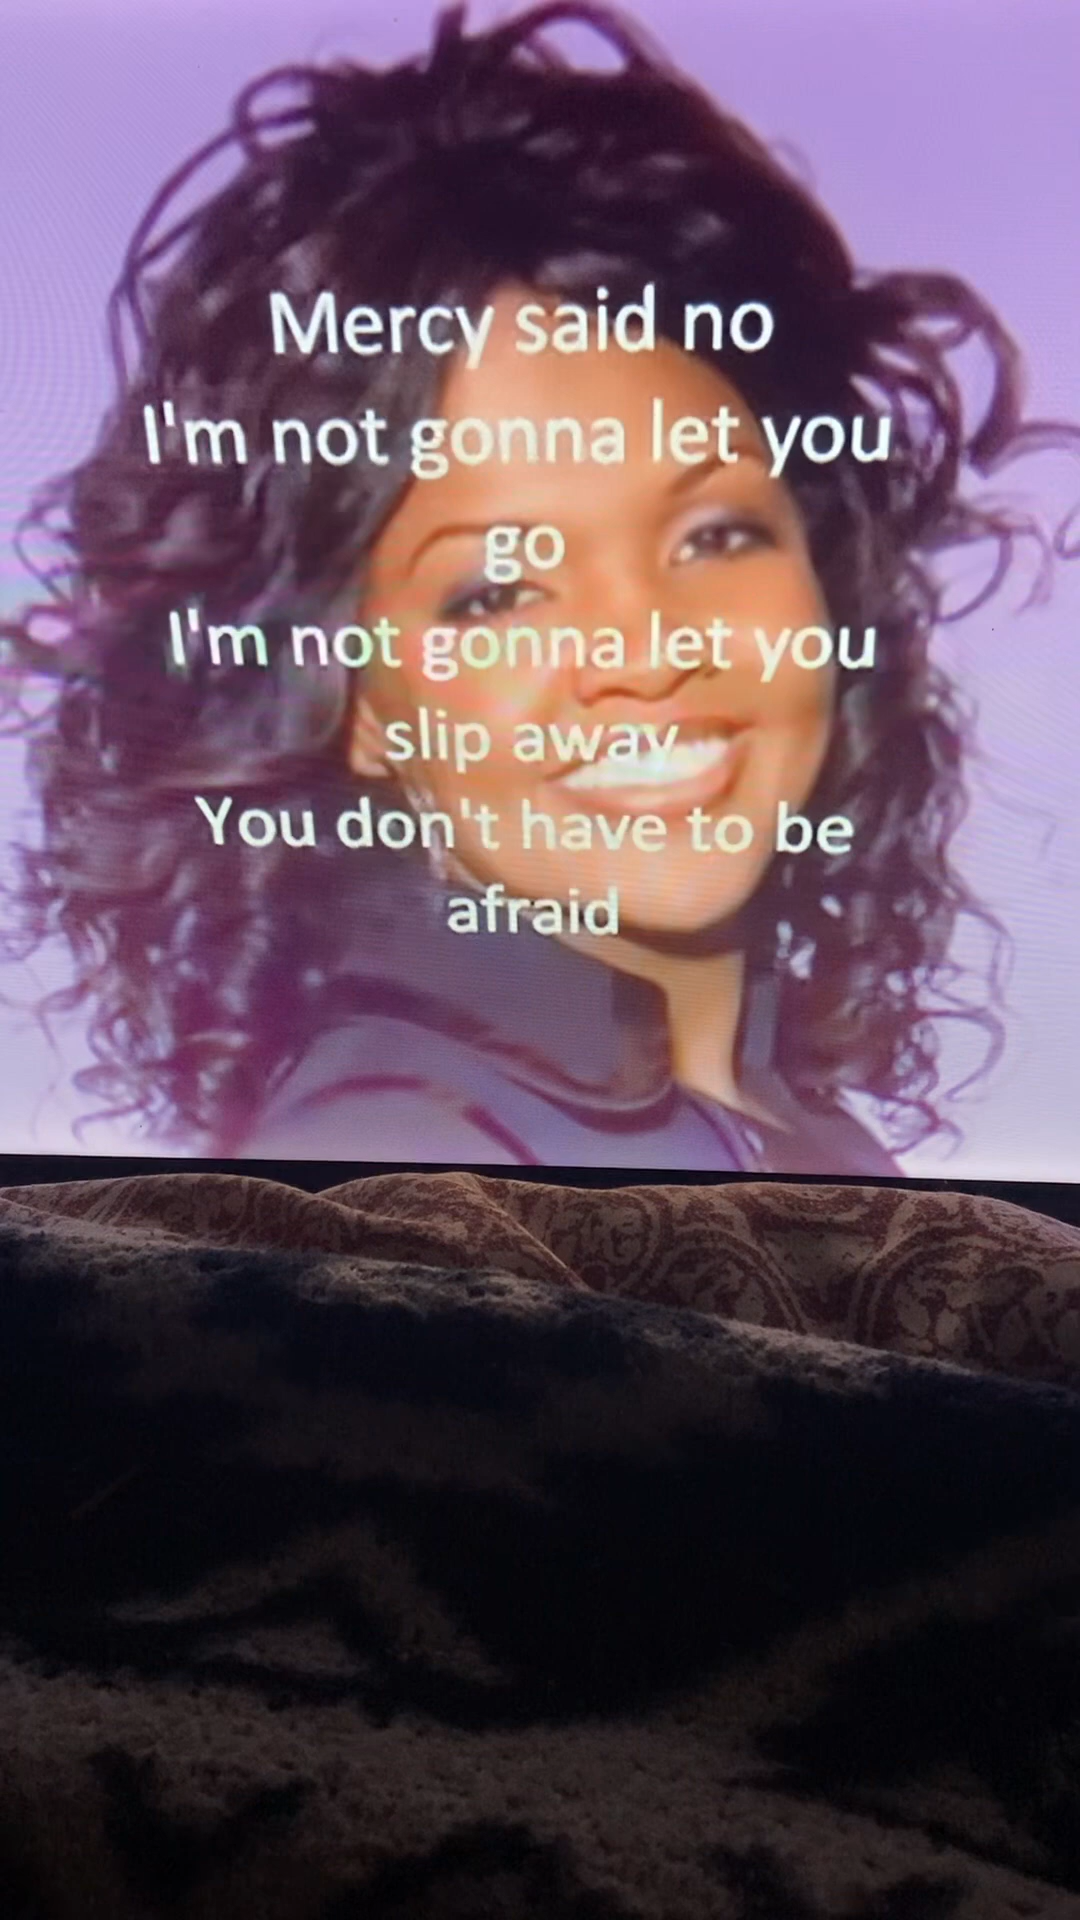 Mercy said no
I'm not gonna let you
go
I'm not gonna let you
slip away
You don't have to be
afraid